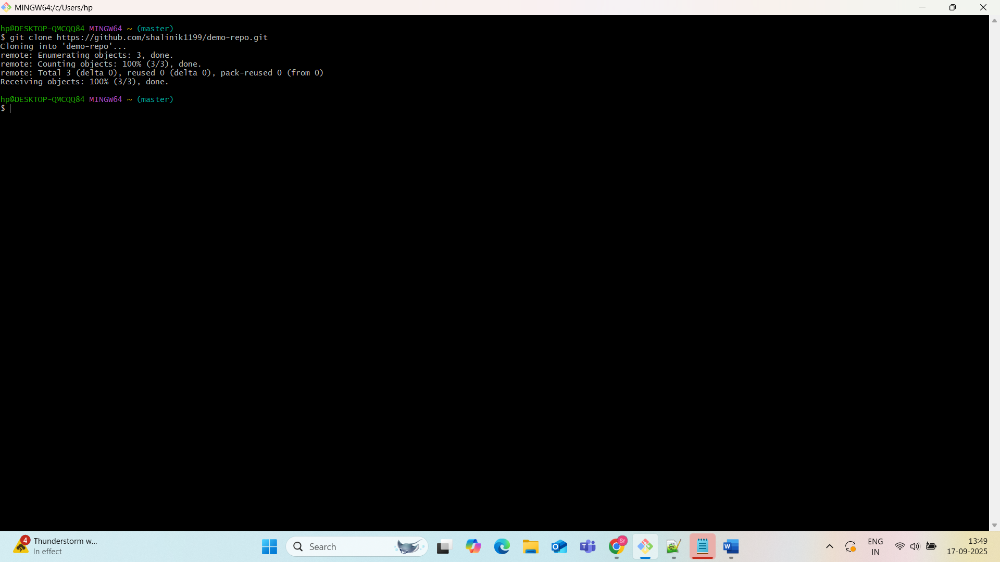 MINGW64:/c/Users/hp
hp@DESKTOP-QMCQQ84 MINGW64 ~ (master)
$ git clone https://github.com/shalinik1199/demo-repo.git
Cloning into 'demo-repo'...
remote: Enumerating objects: 3, done.
remote: Counting objects: 100% (3/3), done.
remote: Total 3 (delta 0), reused 0 (delta 0), pack-reused 0 (from 0)
Receiving objects: 100% (3/3), done.
hp@DESKTOP-QMCQQ84 MINGW64 ~ (master)
$
4
Thunderstorm w...
In effect
Search
Sr
ENG
IN
13:49
17-09-2025